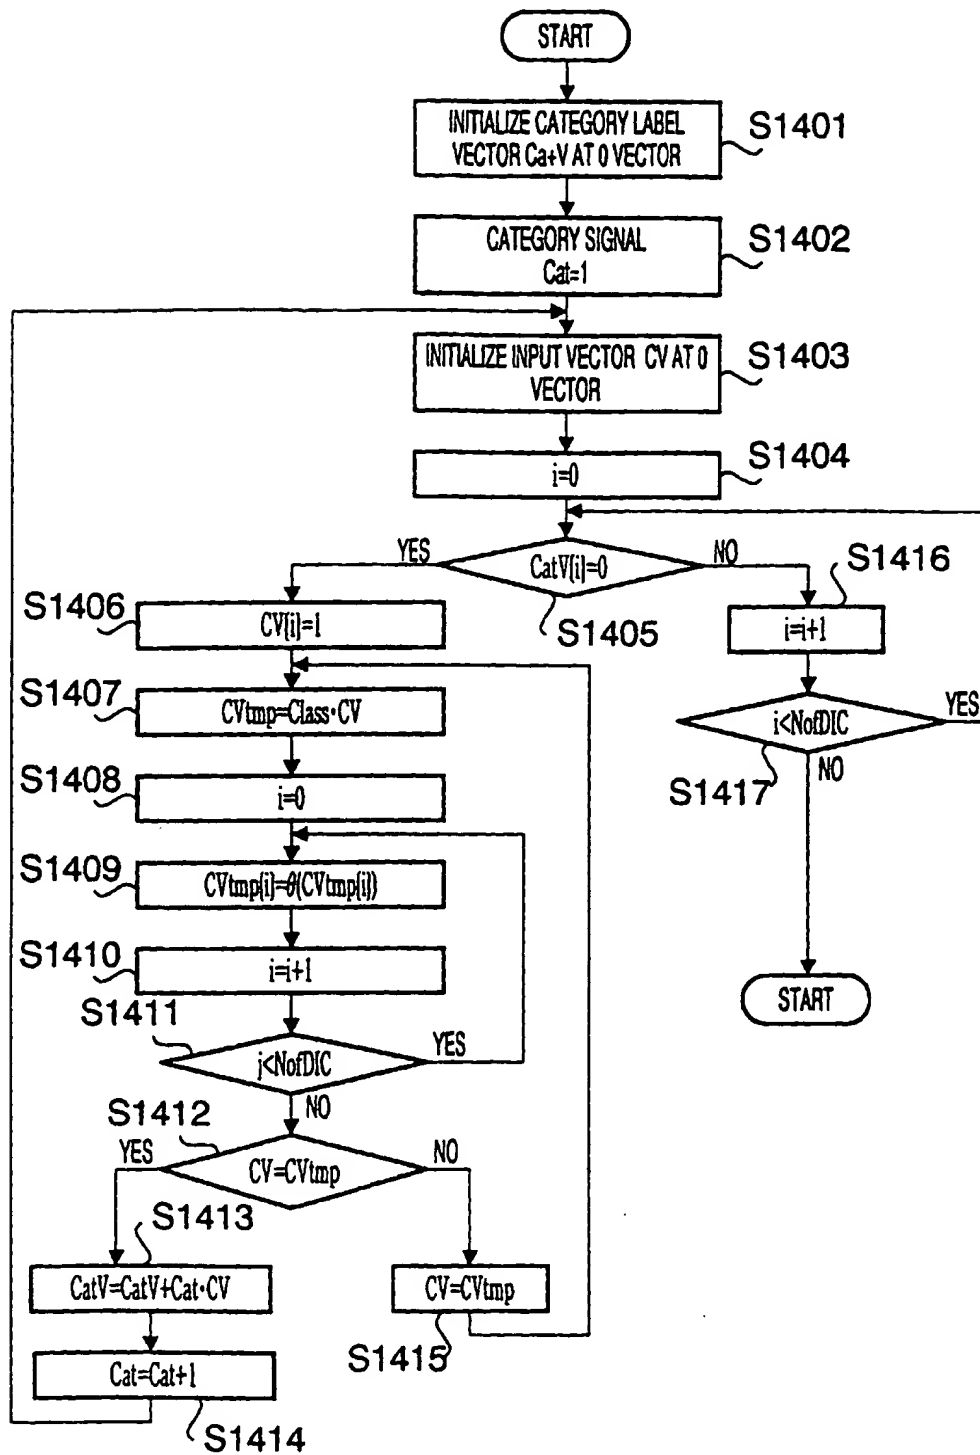 START
INITIALIZE CATEGORY LABEL
VECTOR Ca+V AT 0 VECTOR
S1401
CATEGORY SIGNAL
Cat=1
S1402
INITIALIZE INPUT VECTOR CV AT 0
VECTOR
S1403
i=0
S1404
CatV[i]=0
YES
NO
S1405
S1406
CV[i]=1
S1416
i=i+1
S1407
CVtmp=Class·CV
i<NofDIC
YES
NO
S1417
S1408
i=0
S1409
CVtmp[i]=θ(CVtmp[i])
S1410
i=i+1
START
S1411
j<NofDIC
YES
NO
S1412
CV=CVtmp
YES
NO
S1413
CatV=CatV+Cat·CV
CV=CVtmp
S1415
Cat=Cat+1
S1414